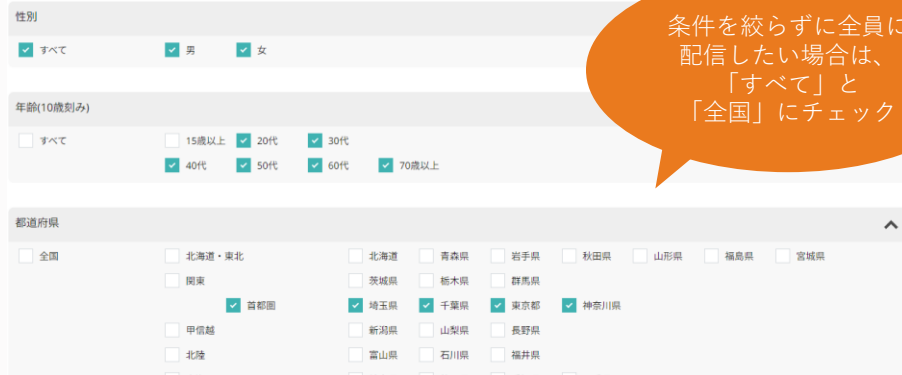 性別
すべて 男 女
条件を絞らずに全員に
配信したい場合は、
「すべて」と
「全国」にチェック
年齢(10歳刻み)
すべて 15歳以上 20代 30代
40代 50代 60代 70歳以上
都道府県
全国 北海道・東北 北海道 青森県 岩手県 秋田県 山形県 福島県 宮城県
関東 茨城県 栃木県 群馬県
首都圏 埼玉県 千葉県 東京都 神奈川県
甲信越 新潟県 山梨県 長野県
北陸 富山県 石川県 福井県